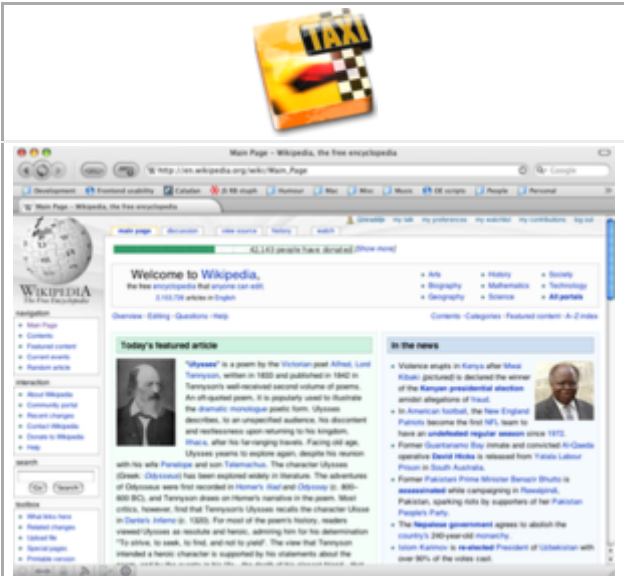 TAXI
Main Page - Wikipedia, the free encyclopedia
W http://en.wikipedia.org/wiki/Main_Page
Google
Development Frontend usability Catalan Humour Mac Misc Music OE scripts People Personal
Main Page - Wikipedia, the free encyclopedia
my talk my preferences my watchlist my contributions log out
main page discussion view source history watch
42,143 people have donated [Show more]
WIKIPEDIA
The Free Encyclopedia
Welcome to Wikipedia,
the free encyclopedia that anyone can edit.
articles in English
Arts
Biography
Geography
History
Mathematics
Science
Society
Technology
All portals
Overview · Editing · Questions · Help
Contents · Categories · Featured content · A–Z index
navigation
Main Page
Contents
Featured content
Current events
Random article
interaction
About Wikipedia
Community portal
Recent changes
Contact Wikipedia
Donate to Wikipedia
Help
search
Go Search
toolbox
What links here
Related changes
Upload file
Special pages
Printable version
Today's featured article
"Ulysses" is a poem by the Victorian poet Alfred, Lord
Tennyson, written in 1833 and published in 1842 in
Tennyson's well-received second volume of poems.
An oft-quoted poem, it is popularly used to illustrate
the dramatic monologue poetic form. Ulysses
describes, to an unspecified audience, his discontent
and restlessness upon returning to his kingdom,
Ithaca, after his far-ranging travels. Facing old age,
Ulysses yearns to explore again, despite his reunion
with his wife Penelope and son Telemachus. The character Ulysses
(Greek: Odysseus) has been explored widely in literature. The adventures
of Odysseus were first recorded in Homer's Iliad and Odyssey (c. 800–
600 BC), and Tennyson draws on Homer's narrative in the poem. Most
critics, however, find that Tennyson's Ulysses recalls the character Ulisse
in Dante's Inferno (c. 1320). For most of the poem's history, readers
viewed Ulysses as resolute and heroic, admiring him for his determination
"To strive, to seek, to find, and not to yield". The view that Tennyson
intended a heroic character is supported by his statements about the
In the news
Violence erupts in Kenya after Mwai
Kibaki (pictured) is declared the winner
of the Kenyan presidential election
amidst allegations of fraud.
In American football, the New England
Patriots become the first NFL team to
have an undefeated regular season since 1972.
Former Guantanamo Bay inmate and convicted Al-Qaeda
operative David Hicks is released from Yatala Labour
Prison in South Australia.
Former Pakistani Prime Minister Benazir Bhutto is
assassinated while campaigning in Rawalpindi,
Pakistan, sparking riots by supporters of her Pakistan
People's Party.
The Nepalese government agrees to abolish the
country's 240-year-old monarchy.
Islam Karimov is re-elected President of Uzbekistan with
over 90% of the votes cast.